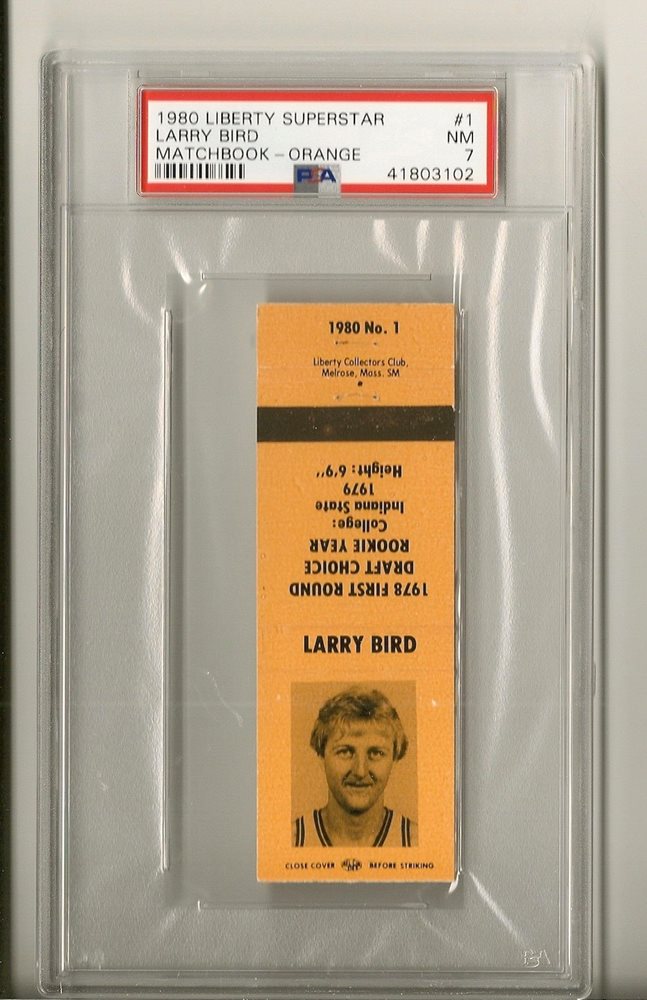 1980 LIBERTY SUPERSTAR #1
LARRY BIRD NM
MATCHBOOK - ORANGE 7
PSA 41803102
1980 No. 1
Liberty Collectors Club,
Melrose, Mass. SM
1978 FIRST ROUND
DRAFT CHOICE
ROOKIE YEAR
College:
Indiana State
1979
Height: 6'9''
LARRY BIRD
CLOSE COVER BEFORE STRIKING
PSA